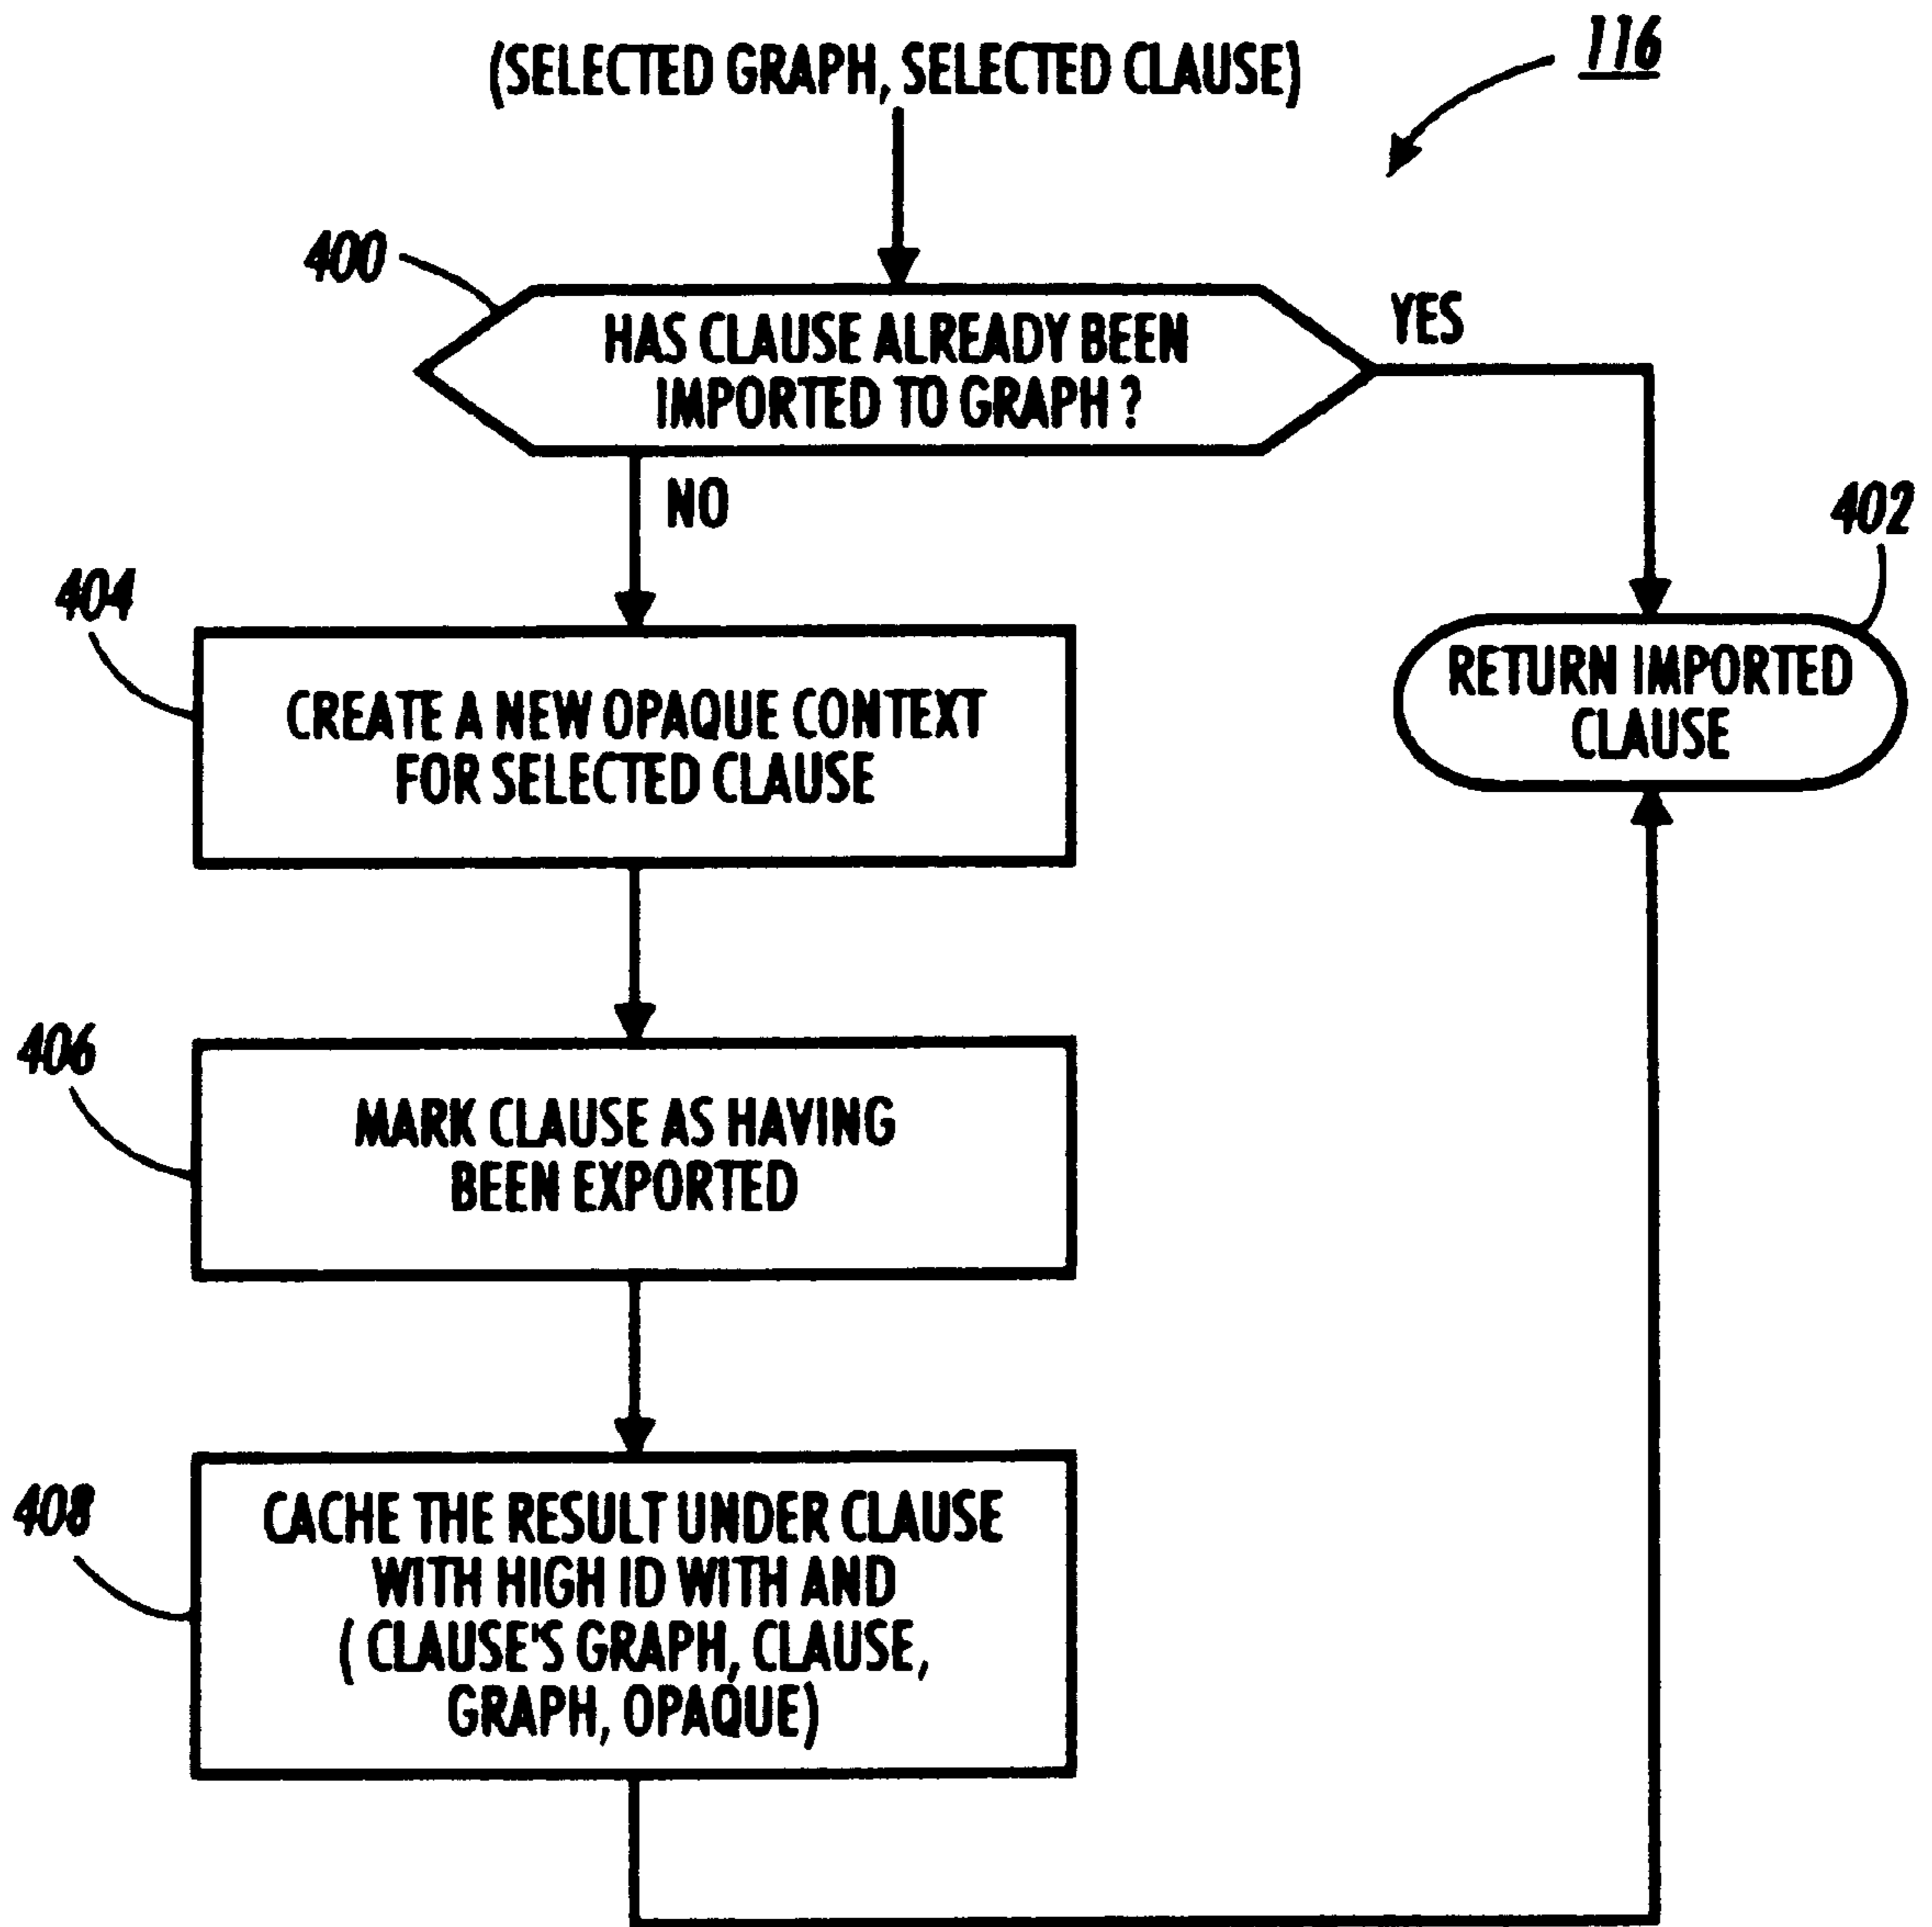 (SELECTED GRAPH, SELECTED CLAUSE)
116
400
HAS CLAUSE ALREADY BEEN
IMPORTED TO GRAPH ?
YES
NO
402
RETURN IMPORTED
CLAUSE
404
CREATE A NEW OPAQUE CONTEXT
FOR SELECTED CLAUSE
406
MARK CLAUSE AS HAVING
BEEN EXPORTED
408
CACHE THE RESULT UNDER CLAUSE
WITH HIGH ID WITH AND
( CLAUSE'S GRAPH, CLAUSE,
GRAPH, OPAQUE)